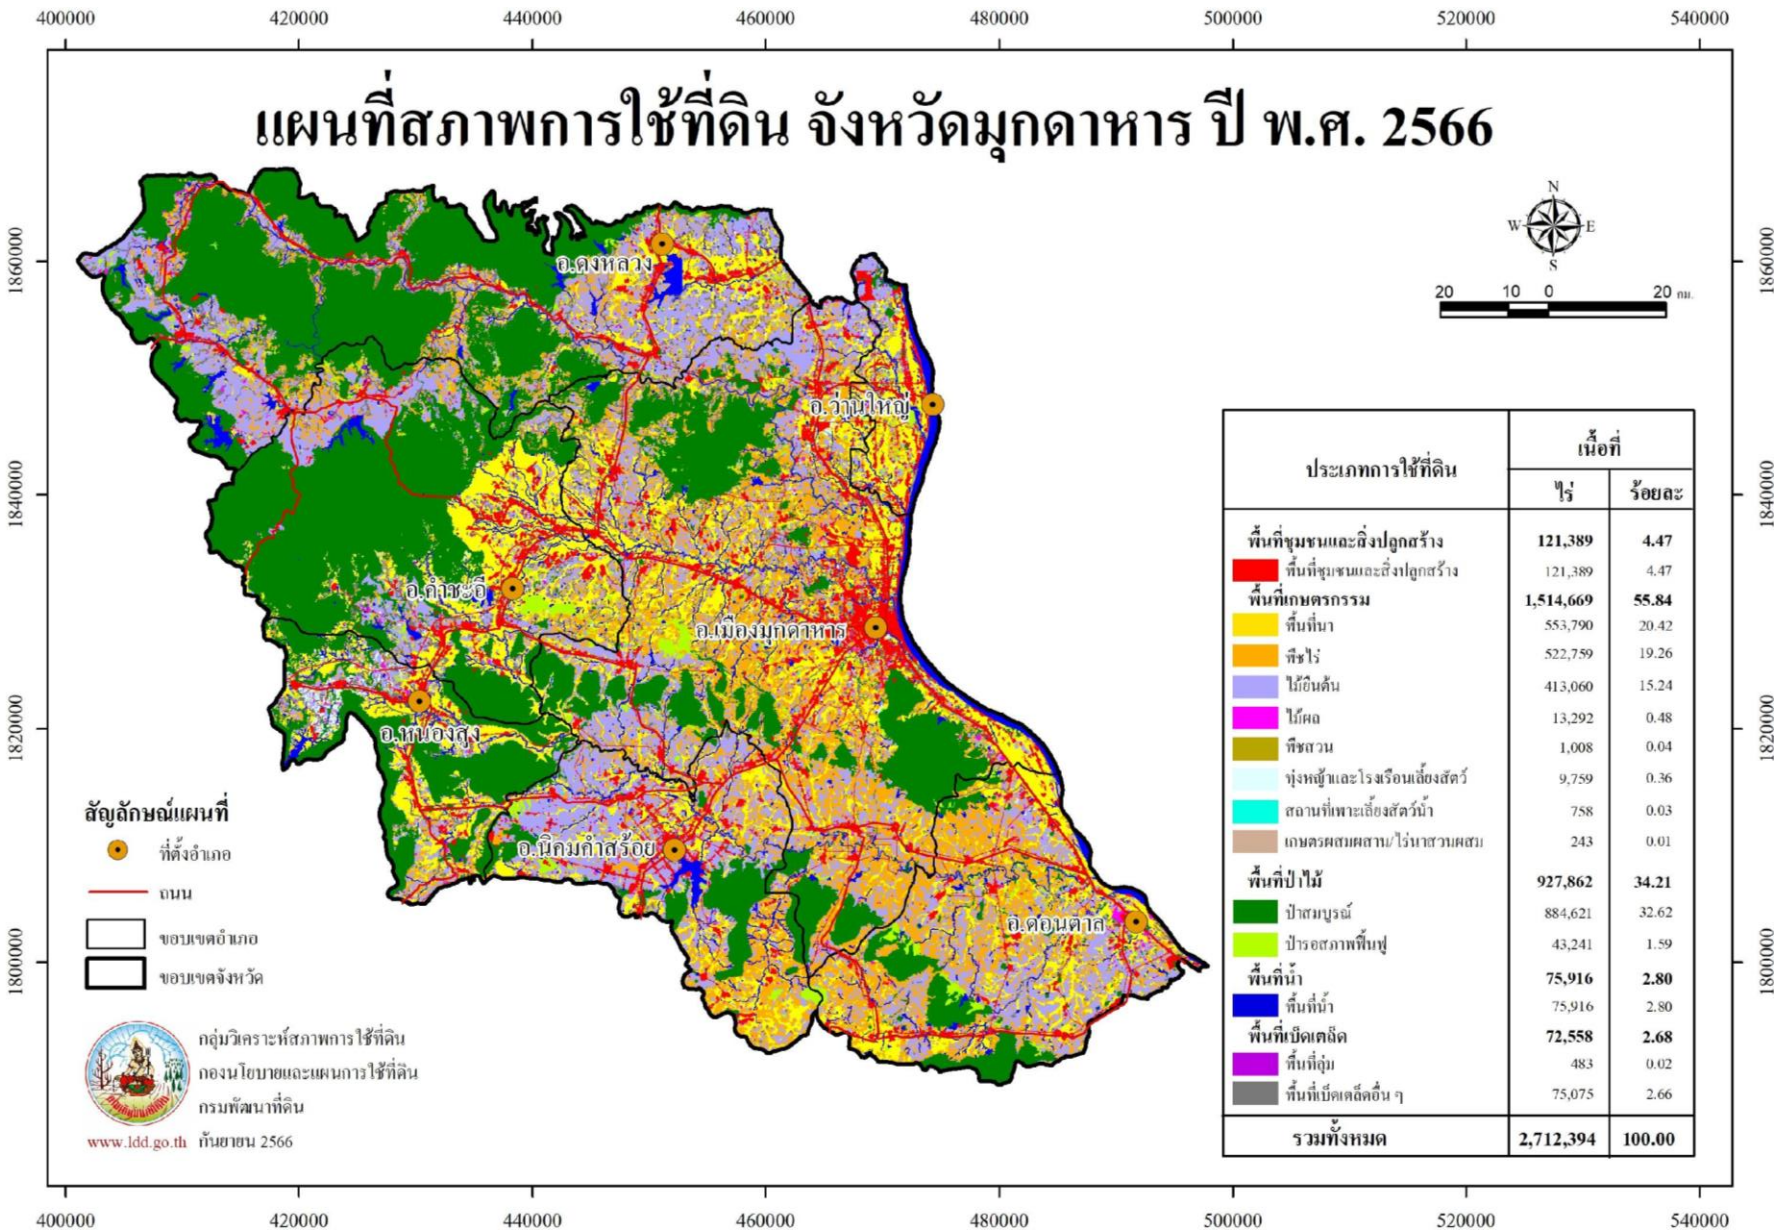 400000 420000 440000 460000 480000 500000 520000 540000
แผนที่สภาพการใช้ที่ดิน จังหวัดมุกดาหาร ปี พ.ศ. 2566
N
W E
S
1860000 1860000
20 10 0 20 กม.
อ.ดงหลวง
อ.ว่านใหญ่
1840000 1840000
อ.คำชะอี
อ.เมืองมุกดาหาร
1820000 1820000
อ.หนองสูง
อ.นิคมคำสร้อย
อ.ดอนตาล
1800000 1800000
ประเภทการใช้ที่ดิน เนื้อที่
ไร่ ร้อยละ
พื้นที่ชุมชนและสิ่งปลูกสร้าง 121,389 4.47
พื้นที่ชุมชนและสิ่งปลูกสร้าง 121,389 4.47
พื้นที่เกษตรกรรม 1,514,669 55.84
พื้นที่นา 553,790 20.42
พืชไร่ 522,759 19.26
ไม้ยืนต้น 413,060 15.24
ไม้ผล 13,292 0.48
พืชสวน 1,008 0.04
ทุ่งหญ้าและโรงเรือนเลี้ยงสัตว์ 9,759 0.36
สถานที่เพาะเลี้ยงสัตว์น้ำ 758 0.03
เกษตรผสมผสาน/ไร่นาสวนผสม 243 0.01
พื้นที่ป่าไม้ 927,862 34.21
ป่าสมบูรณ์ 884,621 32.62
ป่ารอสภาพฟื้นฟู 43,241 1.59
พื้นที่น้ำ 75,916 2.80
พื้นที่น้ำ 75,916 2.80
พื้นที่เบ็ดเตล็ด 72,558 2.68
พื้นที่ลุ่ม 483 0.02
พื้นที่เบ็ดเตล็ดอื่น ๆ 75,075 2.66
รวมทั้งหมด 2,712,394 100.00
สัญลักษณ์แผนที่
ที่ตั้งอำเภอ
ถนน
ขอบเขตอำเภอ
ขอบเขตจังหวัด
กลุ่มวิเคราะห์สภาพการใช้ที่ดิน
กองนโยบายและแผนการใช้ที่ดิน
กรมพัฒนาที่ดิน
www.ldd.go.th กันยายน 2566
400000 420000 440000 460000 480000 500000 520000 540000